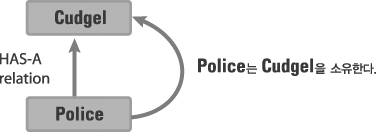 Cudgel
HAS-A
relation
Police는 Cudgel을 소유한다.
Police